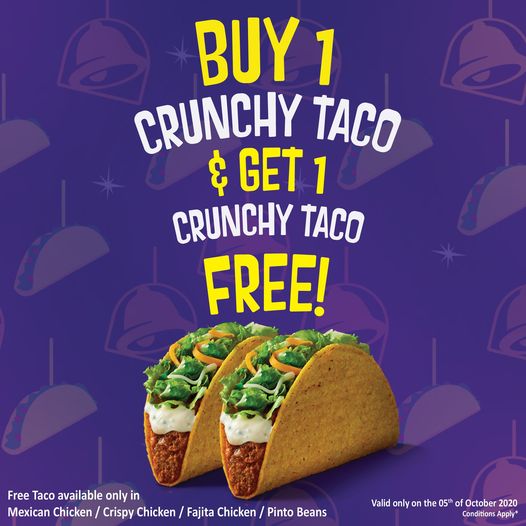 BUY 1
CRUNCHY TACO
& GET 1
CRUNCHY TACO
FREE!
Free Taco available only in
Mexican Chicken / Crispy Chicken / Fajita Chicken / Pinto Beans
Valid only on the 05th of October 2020
Conditions Apply*